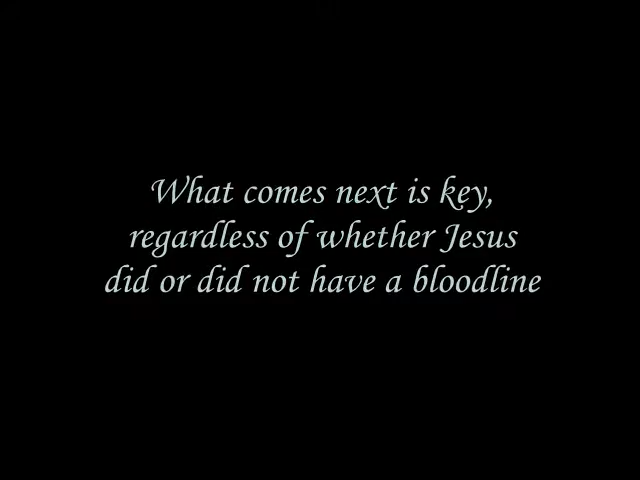 What comes next is key,
regardless of whether Jesus
did or did not have a bloodline